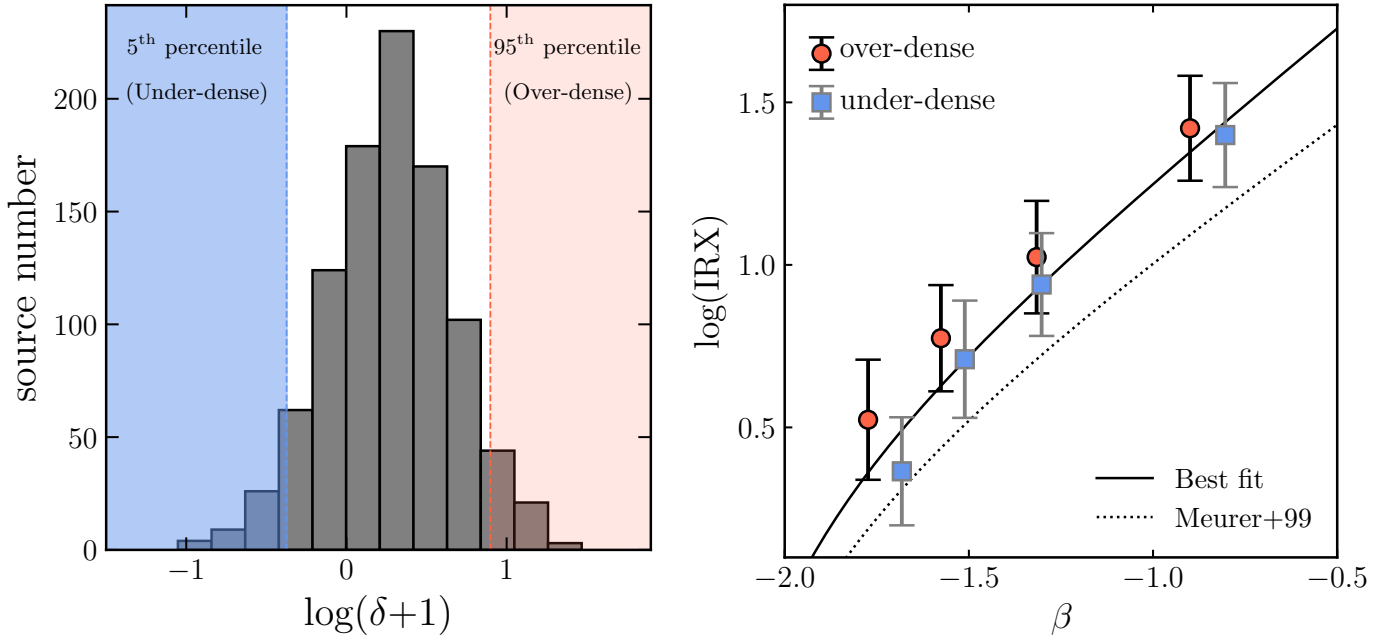 5th percentile
(Under-dense)
95th percentile
(Over-dense)
source number
200
150
100
50
0
−1
0
1
log(δ+1)
over-dense
under-dense
log(IRX)
1.5
1.0
0.5
Best fit
Meurer+99
−2.0
−1.5
−1.0
−0.5
β